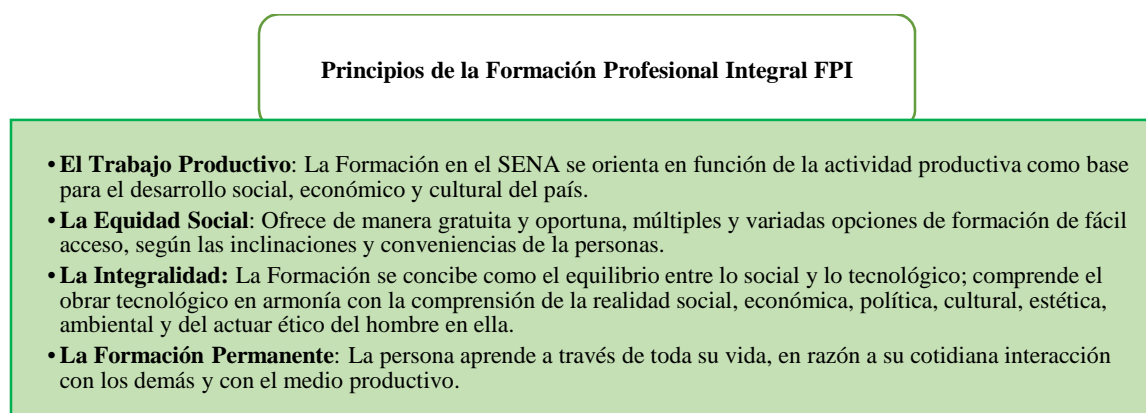 Principios de la Formación Profesional Integral FPI
• El Trabajo Productivo: La Formación en el SENA se orienta en función de la actividad productiva como base
para el desarrollo social, económico y cultural del país.
• La Equidad Social: Ofrece de manera gratuita y oportuna, múltiples y variadas opciones de formación de fácil
acceso, según las inclinaciones y conveniencias de la personas.
• La Integralidad: La Formación se concibe como el equilibrio entre lo social y lo tecnológico; comprende el
obrar tecnológico en armonía con la comprensión de la realidad social, económica, política, cultural, estética,
ambiental y del actuar ético del hombre en ella.
• La Formación Permanente: La persona aprende a través de toda su vida, en razón a su cotidiana interacción
con los demás y con el medio productivo.